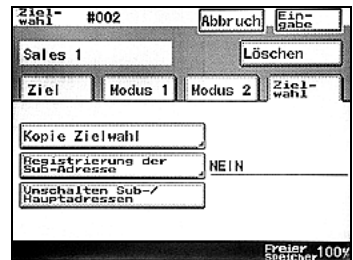 Ziel-
wahl #002 Abbruch Ein-
gabe
Sales 1 Löschen
Ziel Modus 1 Modus 2 Ziel-
wahl
Kopie Zielwahl
Registrierung der
Sub-Adresse NEIN
Unschalten Sub-/
Hauptadressen
Freier
Speicher 100%